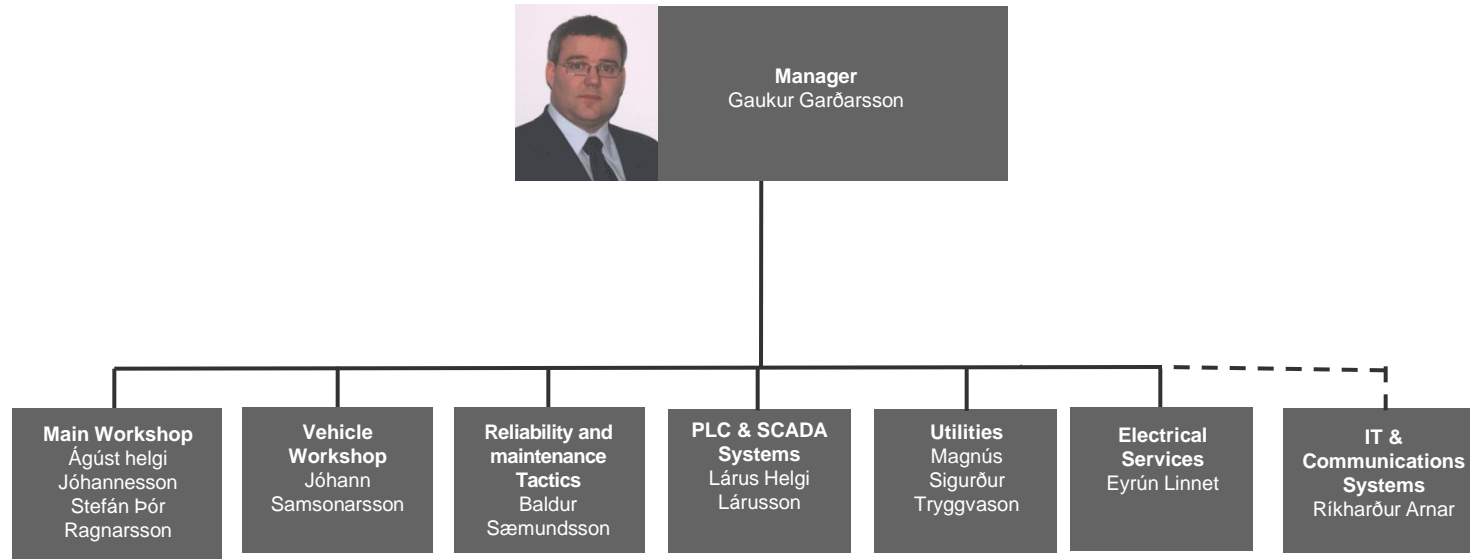 Manager
Gaukur Garðarsson
Main Workshop
Ágúst helgi
Jóhannesson
Stefán Þór
Ragnarsson
Vehicle
Workshop
Jóhann
Samsonarsson
Reliability and
maintenance
Tactics
Baldur
Sæmundsson
PLC & SCADA
Systems
Lárus Helgi
Lárusson
Utilities
Magnús
Sigurður
Tryggvason
Electrical
Services
Eyrún Linnet
IT &
Communications
Systems
Ríkharður Arnar